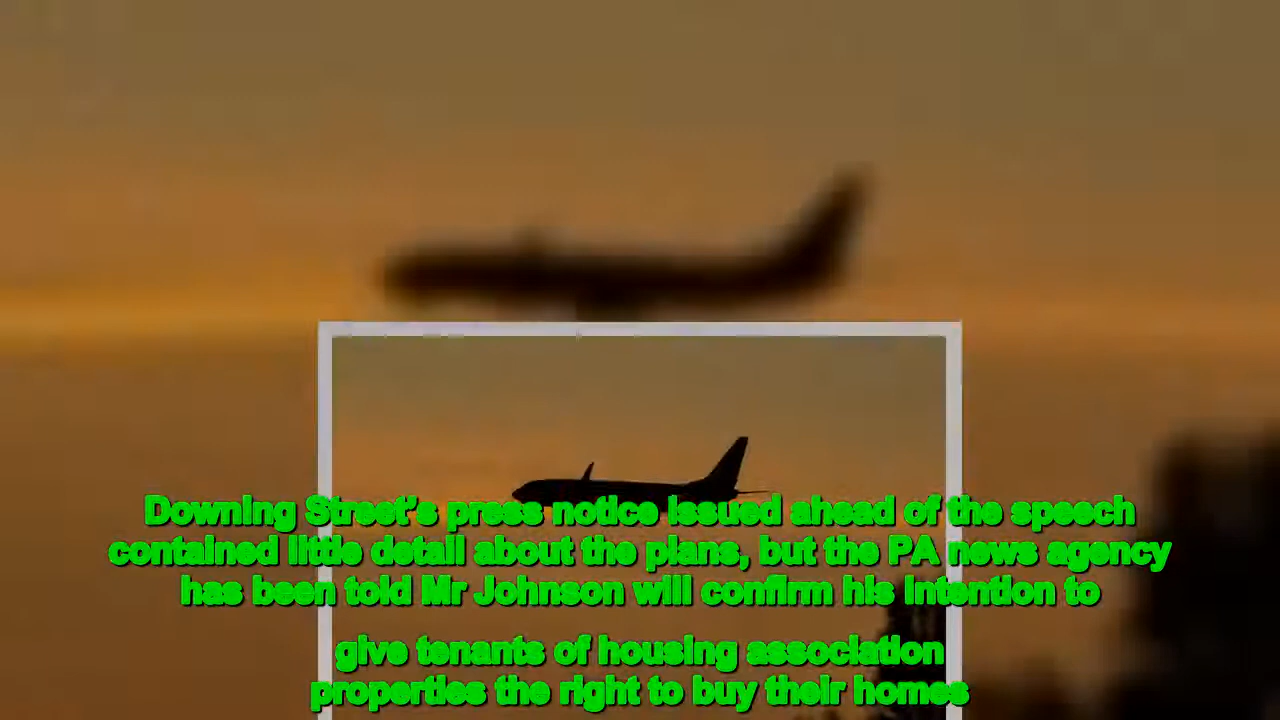 Downing Street's press notice issued ahead of the speech
contained little detail about the plans, but the PA news agency
has been told Mr Johnson will confirm his intention to
give tenants of housing association
properties the right to buy their homes